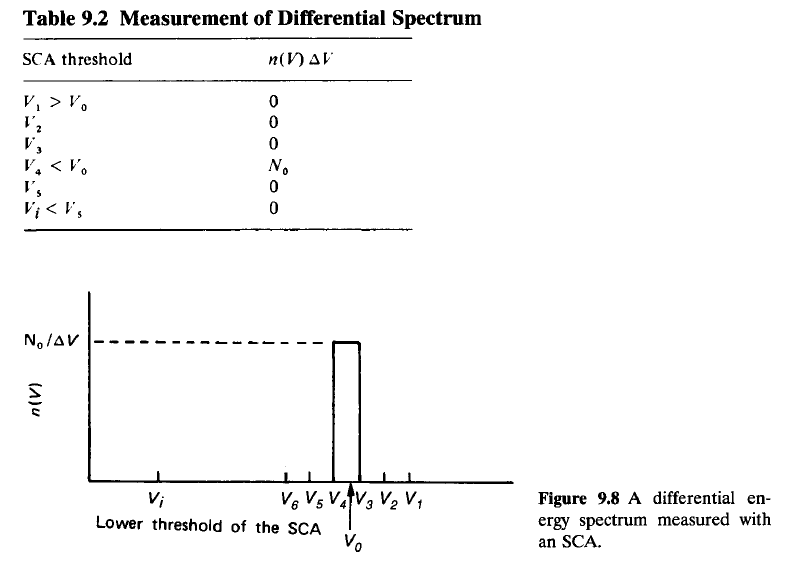 Table 9.2 Measurement of Differential Spectrum
SCA threshold n(V) ΔV
V₁ > V₀ 0
V₂ 0
V₃ 0
V₄ < V₀ N₀
V₅ 0
Vᵢ < V₅ 0
N₀/ΔV
n(V)
Vᵢ V₆ V₅ V₄ V₃ V₂ V₁
Lower threshold of the SCA
V₀
Figure 9.8 A differential en-
ergy spectrum measured with
an SCA.